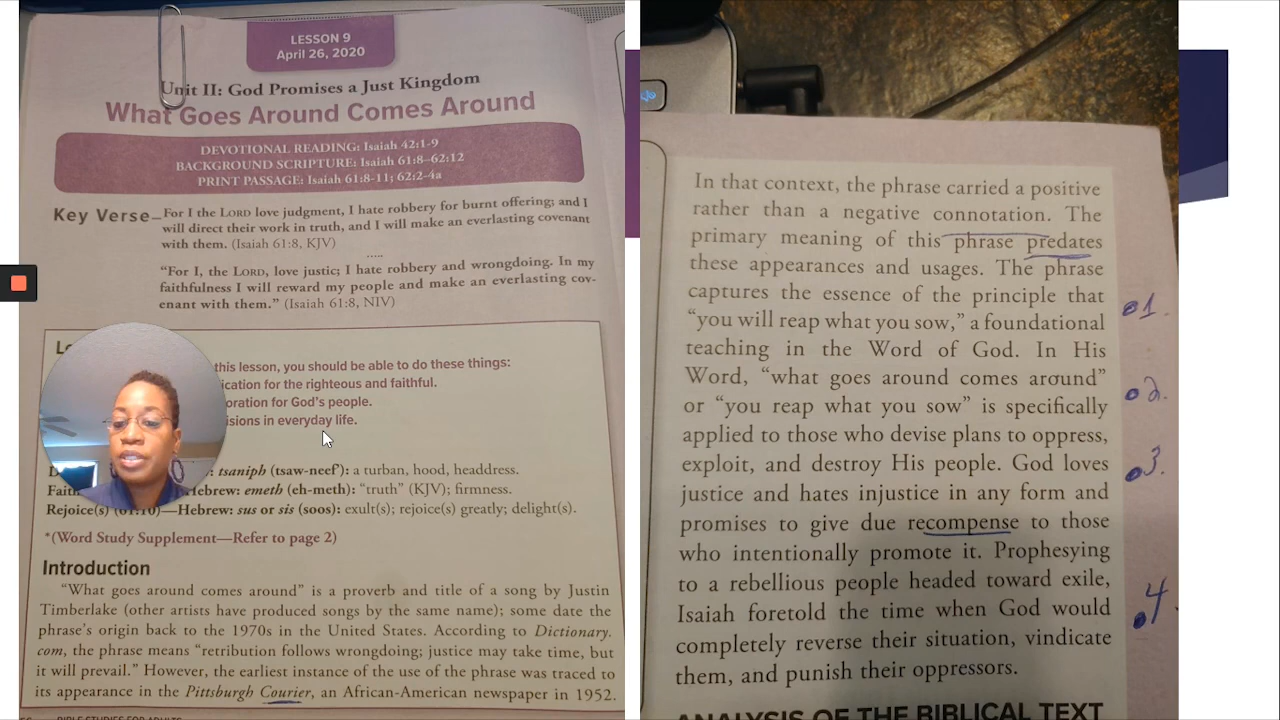 LESSON 9
April 26, 2020
Unit II: God Promises a Just Kingdom
What Goes Around Comes Around
DEVOTIONAL READING: Isaiah 42:1-9
BACKGROUND SCRIPTURE: Isaiah 61:8–62:12
PRINT PASSAGE: Isaiah 61:8-11; 62:2-4a
Key Verse—For I the LORD love judgment, I hate robbery for burnt offering; and I
will direct their work in truth, and I will make an everlasting covenant
with them. (Isaiah 61:8, KJV)
.....
“For I, the LORD, love justic; I hate robbery and wrongdoing. In my
faithfulness I will reward my people and make an everlasting cov-
enant with them.” (Isaiah 61:8, NIV)
this lesson, you should be able to do these things:
ication for the righteous and faithful.
oration for God’s people.
isions in everyday life.
: tsaniph (tsaw-neef'): a turban, hood, headdress.
Hebrew: emeth (eh-meth): “truth” (KJV); firmness.
Rejoice(s) (61:10)—Hebrew: sus or sis (soos): exult(s); rejoice(s) greatly; delight(s).
*(Word Study Supplement—Refer to page 2)
Introduction
“What goes around comes around” is a proverb and title of a song by Justin
Timberlake (other artists have produced songs by the same name); some date the
phrase’s origin back to the 1970s in the United States. According to Dictionary.
com, the phrase means “retribution follows wrongdoing; justice may take time, but
it will prevail.” However, the earliest instance of the use of the phrase was traced to
its appearance in the Pittsburgh Courier, an African-American newspaper in 1952.
In that context, the phrase carried a positive
rather than a negative connotation. The
primary meaning of this phrase predates
these appearances and usages. The phrase
captures the essence of the principle that
“you will reap what you sow,” a foundational
teaching in the Word of God. In His
Word, “what goes around comes around”
or “you reap what you sow” is specifically
applied to those who devise plans to oppress,
exploit, and destroy His people. God loves
justice and hates injustice in any form and
promises to give due recompense to those
who intentionally promote it. Prophesying
to a rebellious people headed toward exile,
Isaiah foretold the time when God would
completely reverse their situation, vindicate
them, and punish their oppressors.
ANALYSIS OF THE BIBLICAL TEXT
1.
2.
3.
4